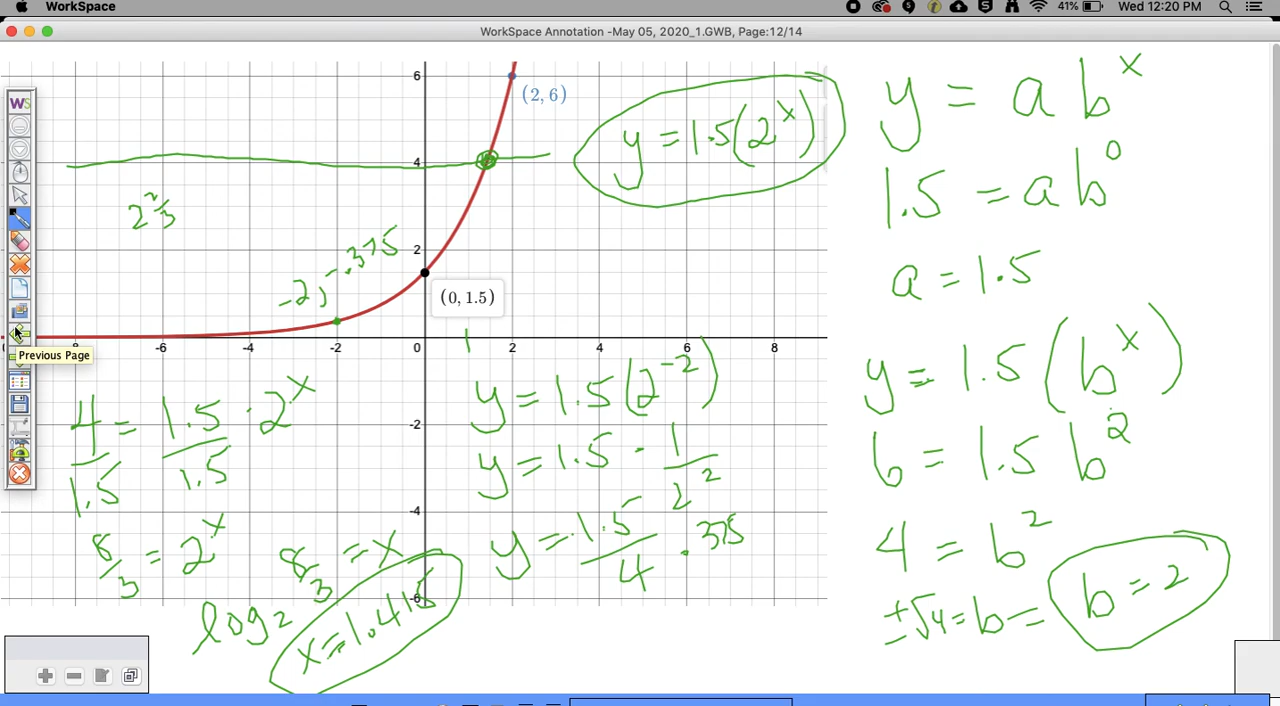 WorkSpace
41%
Wed 12:20 PM
WorkSpace Annotation -May 05, 2020_1.GWB, Page:12/14
WS
6
(2, 6)
4
2
(0, 1.5)
-6
-4
-2
0
2
4
6
8
-2
-4
-6
Previous Page
y = 1.5(2^x)
2 2/3
-2, .375
4/1.5 = 1.5/1.5 · 2^x
8/3 = 2^x
log2 8/3 = x
x = 1.415
y = 1.5(2^-2)
y = 1.5 · 1/2^2
y = 1.5/4 .375
y = a b^x
1.5 = a b^0
a = 1.5
y = 1.5 (b^x)
6 = 1.5 b^2
4 = b^2
±√4 = b =
b = 2